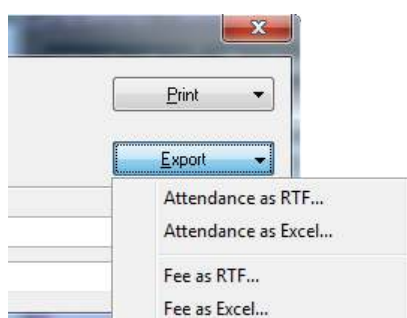 Print
Export
Attendance as RTF...
Attendance as Excel...
Fee as RTF...
Fee as Excel...